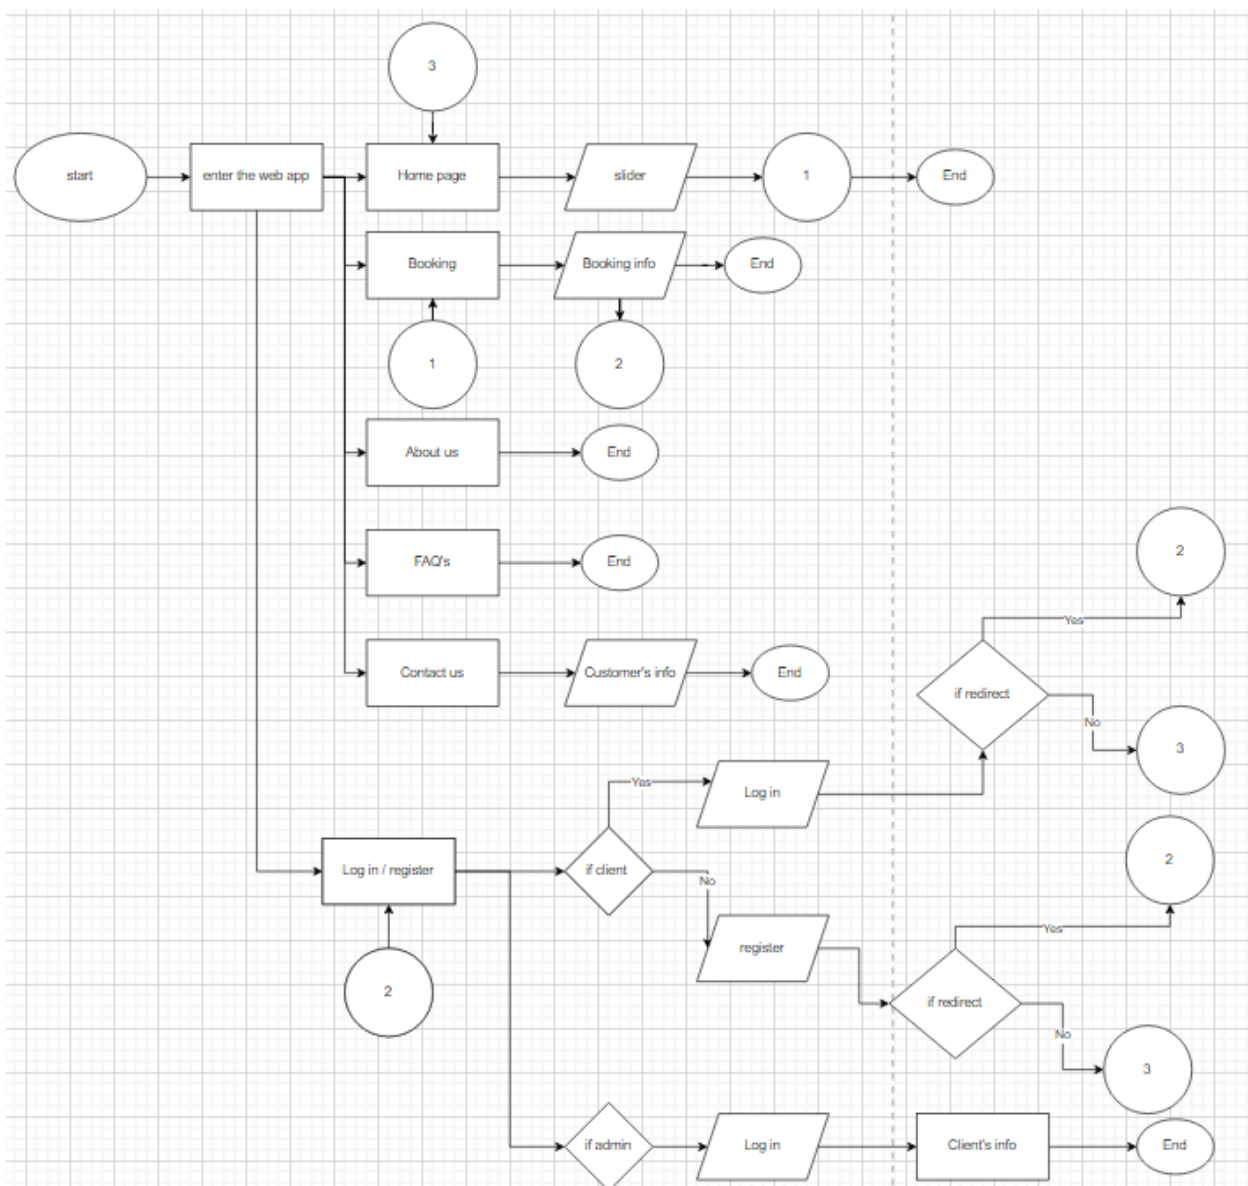 3
start
enter the web app
Home page
slider
1
End
Booking
Booking info
End
1
2
About us
End
FAQ's
End
2
Yes
if redirect
No
3
Contact us
Customer's info
End
Yes
Log in
Log in / register
if client
No
register
2
Yes
if redirect
No
3
2
if admin
Log in
Client's info
End